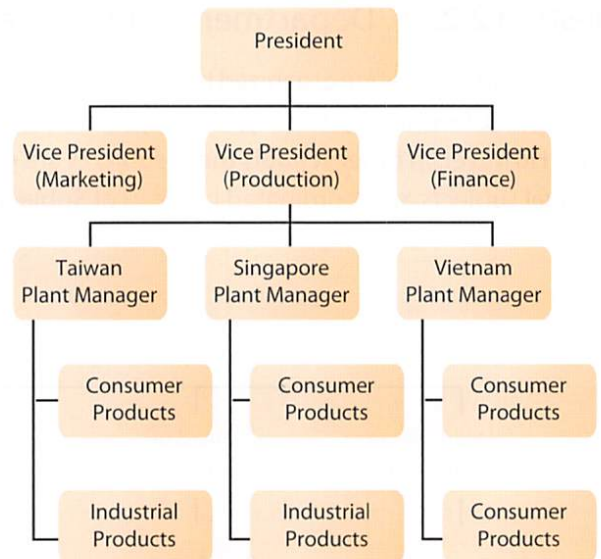 President
Vice President
(Marketing)
Vice President
(Production)
Vice President
(Finance)
Taiwan
Plant Manager
Singapore
Plant Manager
Vietnam
Plant Manager
Consumer
Products
Consumer
Products
Consumer
Products
Industrial
Products
Industrial
Products
Consumer
Products